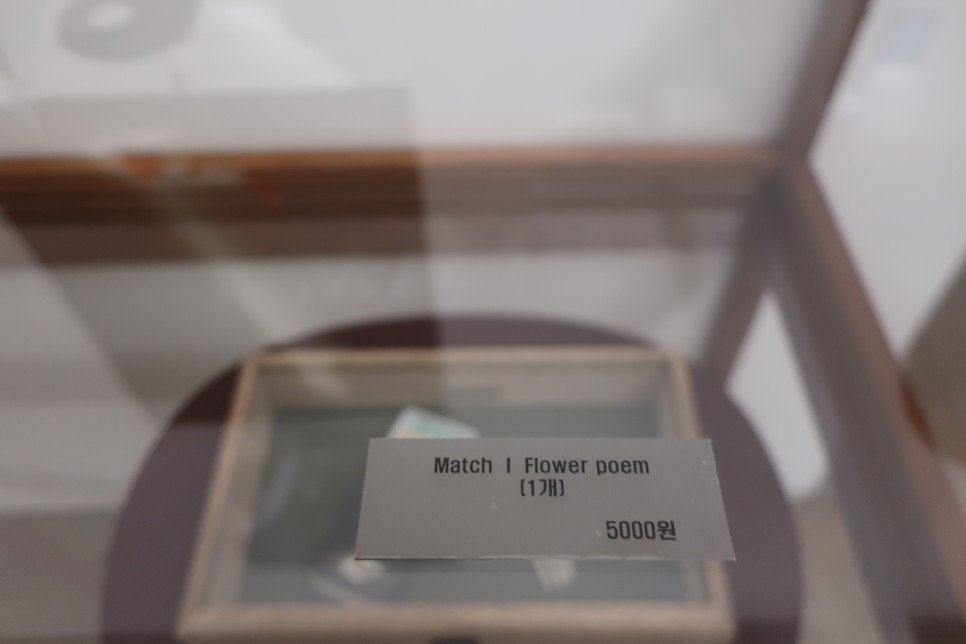 Match | Flower poem
(1개)
5000원